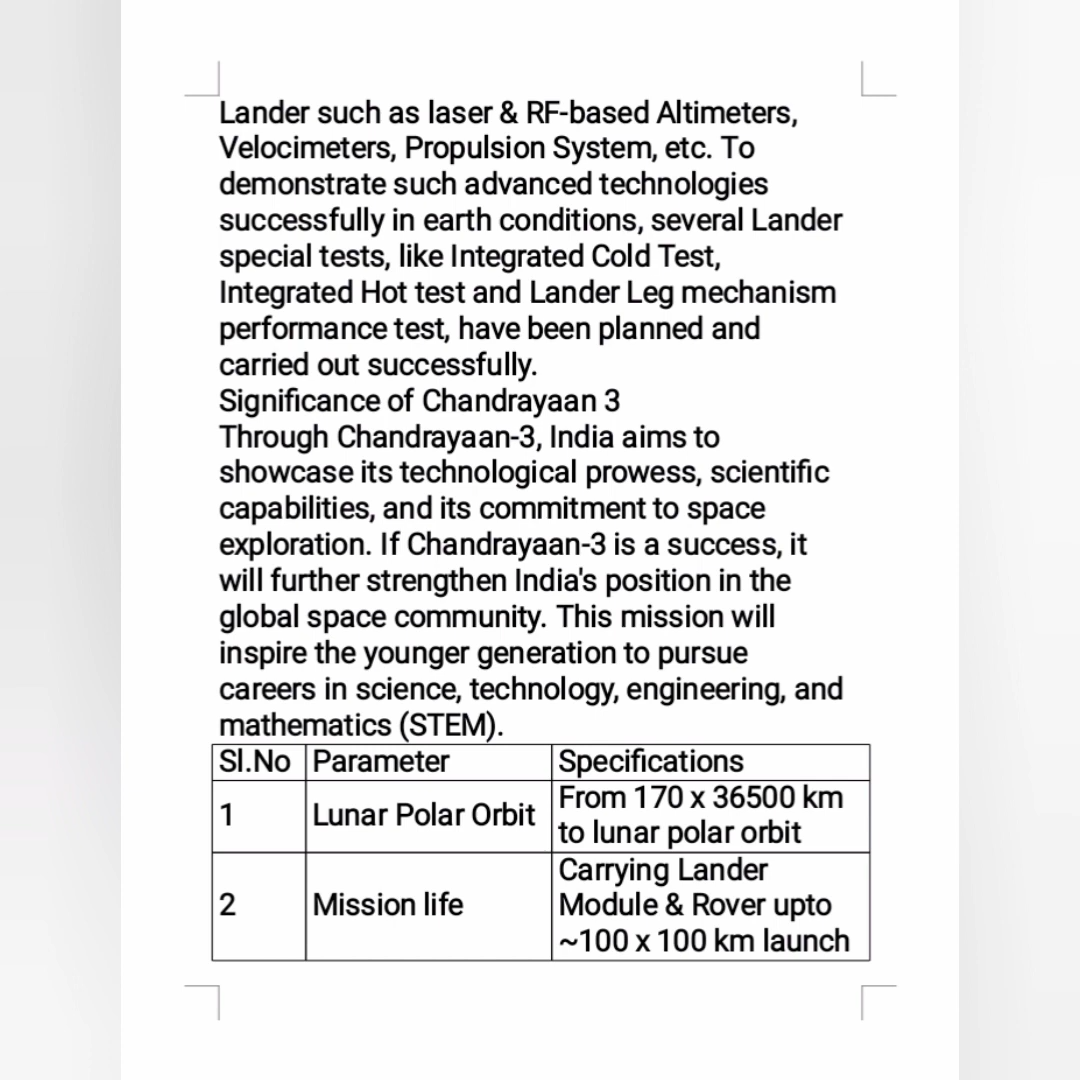 Lander such as laser & RF-based Altimeters,
Velocimeters, Propulsion System, etc. To
demonstrate such advanced technologies
successfully in earth conditions, several Lander
special tests, like Integrated Cold Test,
Integrated Hot test and Lander Leg mechanism
performance test, have been planned and
carried out successfully.
Significance of Chandrayaan 3
Through Chandrayaan-3, India aims to
showcase its technological prowess, scientific
capabilities, and its commitment to space
exploration. If Chandrayaan-3 is a success, it
will further strengthen India's position in the
global space community. This mission will
inspire the younger generation to pursue
careers in science, technology, engineering, and
mathematics (STEM).
Sl.No Parameter Specifications
1 Lunar Polar Orbit From 170 x 36500 km
to lunar polar orbit
2 Mission life Carrying Lander
Module & Rover upto
~100 x 100 km launch